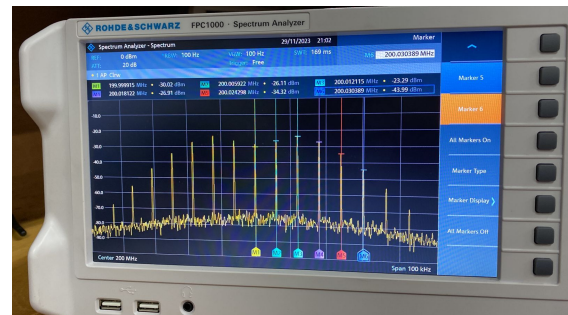 ROHDE & SCHWARZ FPC1000 · Spectrum Analyzer
Spectrum Analyzer - Spectrum 29/11/2023 21:02 Marker
0 dBm 100 Hz 100 Hz SWT: 169 ms M6 200.030389 MHz
ATT: 20 dB Trigger: Free
1 AP Clrw
M1 199.999915 MHz • -30.02 dBm 200.005922 MHz • -26.11 dBm 200.012115 MHz • -23.29 dBm
200.018122 MHz • -26.91 dBm 200.024298 MHz • -34.32 dBm 200.030389 MHz • -43.99 dBm
Marker 5
Marker 6
All Markers On
Marker Type
Marker Display
All Markers Off
-10.0
-20.0
-30.0
-40.0
-50.0
-60.0
-70.0
-80.0
-90.0
M1
Center 200 MHz Span 100 kHz